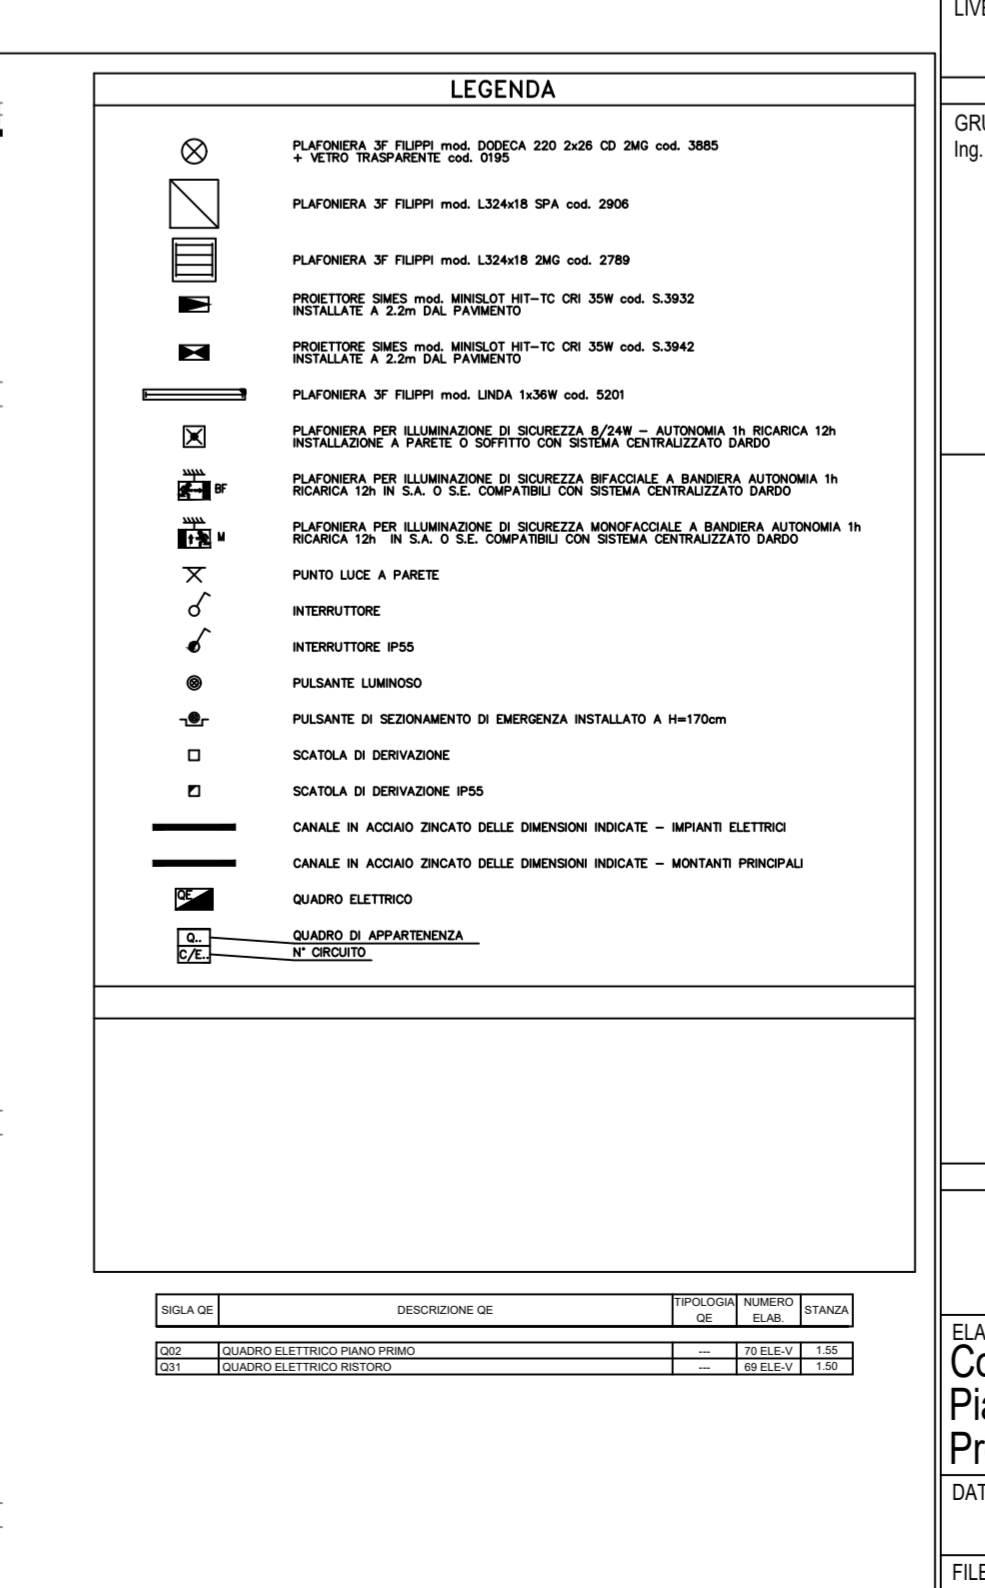 LEGENDA
PLAFONIERA 3F FILIPPI mod. DODECA 220 2x26 CD 2MG cod. 3885
+ VETRO TRASPARENTE cod. 0195
PLAFONIERA 3F FILIPPI mod. L324x18 SPA cod. 2906
PLAFONIERA 3F FILIPPI mod. L324x18 2MG cod. 2789
PROIETTORE SIMES mod. MINISLOT HIT-TC CRI 35W cod. S.3932
INSTALLATE A 2.2m DAL PAVIMENTO
PROIETTORE SIMES mod. MINISLOT HIT-TC CRI 35W cod. S.3942
INSTALLATE A 2.2m DAL PAVIMENTO
PLAFONIERA 3F FILIPPI mod. LINDA 1x36W cod. 5201
PLAFONIERA PER ILLUMINAZIONE DI SICUREZZA 8/24W - AUTONOMIA 1h RICARICA 12h
INSTALLAZIONE A PARETE O SOFFITTO CON SISTEMA CENTRALIZZATO DARDO
BF
PLAFONIERA PER ILLUMINAZIONE DI SICUREZZA BIFACCIALE A BANDIERA AUTONOMIA 1h
RICARICA 12h IN S.A. O S.E. COMPATIBILI CON SISTEMA CENTRALIZZATO DARDO
M
PLAFONIERA PER ILLUMINAZIONE DI SICUREZZA MONOFACCIALE A BANDIERA AUTONOMIA 1h
RICARICA 12h IN S.A. O S.E. COMPATIBILI CON SISTEMA CENTRALIZZATO DARDO
PUNTO LUCE A PARETE
INTERRUTTORE
INTERRUTTORE IP55
PULSANTE LUMINOSO
PULSANTE DI SEZIONAMENTO DI EMERGENZA INSTALLATO A H=170cm
SCATOLA DI DERIVAZIONE
SCATOLA DI DERIVAZIONE IP55
CANALE IN ACCIAIO ZINCATO DELLE DIMENSIONI INDICATE - IMPIANTI ELETTRICI
CANALE IN ACCIAIO ZINCATO DELLE DIMENSIONI INDICATE - MONTANTI PRINCIPALI
QE QUADRO ELETTRICO
Q.. QUADRO DI APPARTENENZA
C/E.. N° CIRCUITO
SIGLA QE DESCRIZIONE QE TIPOLOGIA QE NUMERO ELAB. STANZA
Q02 QUADRO ELETTRICO PIANO PRIMO --- 70 ELE-V 1.55
Q31 QUADRO ELETTRICO RISTORO --- 69 ELE-V 1.50
LIVE
GRU
Ing.
ELA
Co
Pia
Pr
DAT
FILE